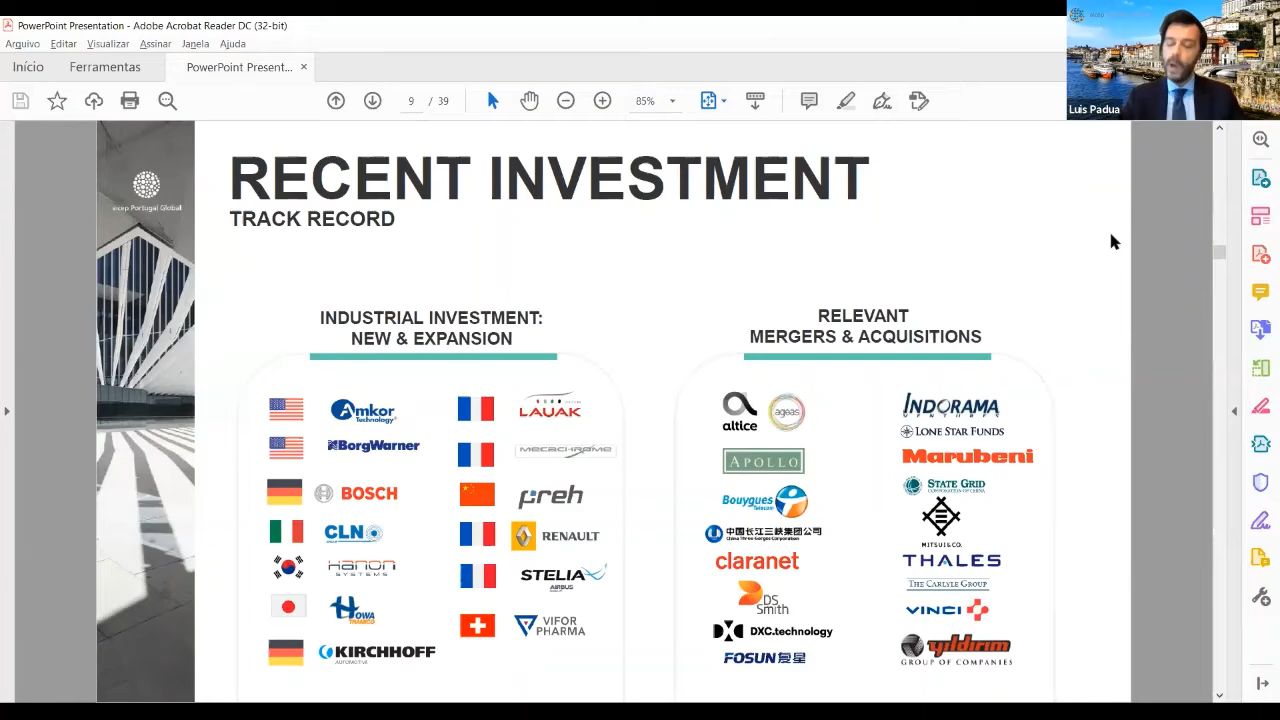 PowerPoint Presentation - Adobe Acrobat Reader DC (32-bit)
Arquivo Editar Visualizar Assinar Janela Ajuda
Início Ferramentas PowerPoint Present... ×
9 / 39 85%
Luis Padua
aicep Portugal Global
RECENT INVESTMENT
TRACK RECORD
INDUSTRIAL INVESTMENT:
NEW & EXPANSION
Amkor
Technology
BorgWarner
BOSCH
CLN
HANON
SYSTEMS
HOWA
TRAMICO
KIRCHHOFF
AUTOMOTIVE
LAUAK
MECACHROME
preh
RENAULT
STELIA
AIRBUS
VIFOR
PHARMA
RELEVANT
MERGERS & ACQUISITIONS
altice
ageas
APOLLO
Bouygues
Telecom
中国长江三峡集团公司
China Three Gorges Corporation
claranet
DS
Smith
DXC.technology
FOSUN 复星
INDORAMA
VENTURES
LONE STAR FUNDS
Marubeni
STATE GRID
CORPORATION OF CHINA
MITSUI & CO.
THALES
THE CARLYLE GROUP
VINCI
yıldırım
GROUP OF COMPANIES